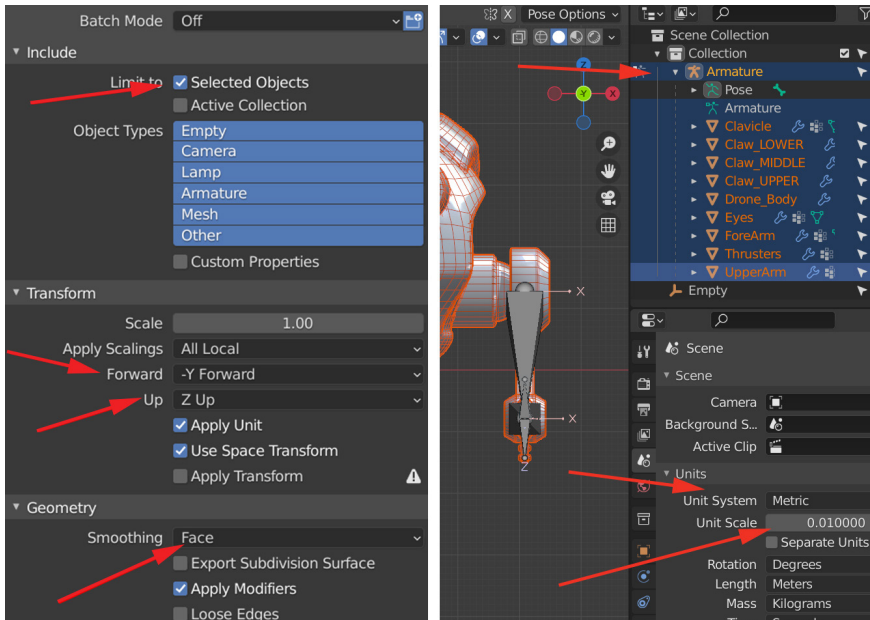 Batch Mode Off
Include
Limit to Selected Objects
Active Collection
Object Types Empty
Camera
Lamp
Armature
Mesh
Other
Custom Properties
Transform
Scale 1.00
Apply Scalings All Local
Forward -Y Forward
Up Z Up
Apply Unit
Use Space Transform
Apply Transform
Geometry
Smoothing Face
Export Subdivision Surface
Apply Modifiers
Loose Edges
X Pose Options
Z
-Y X
X
X
Z
Scene Collection
Collection
Armature
Pose
Armature
Clavicle
Claw_LOWER
Claw_MIDDLE
Claw_UPPER
Drone_Body
Eyes
ForeArm
Thrusters
UpperArm
Empty
Scene
Scene
Camera
Background S...
Active Clip
Units
Unit System Metric
Unit Scale 0.010000
Separate Units
Rotation Degrees
Length Meters
Mass Kilograms